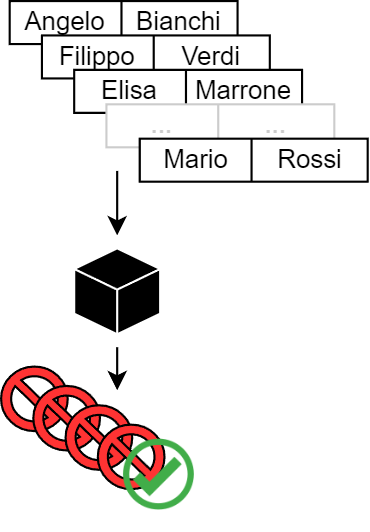 Angelo Bianchi
Filippo Verdi
Elisa Marrone
... ...
Mario Rossi